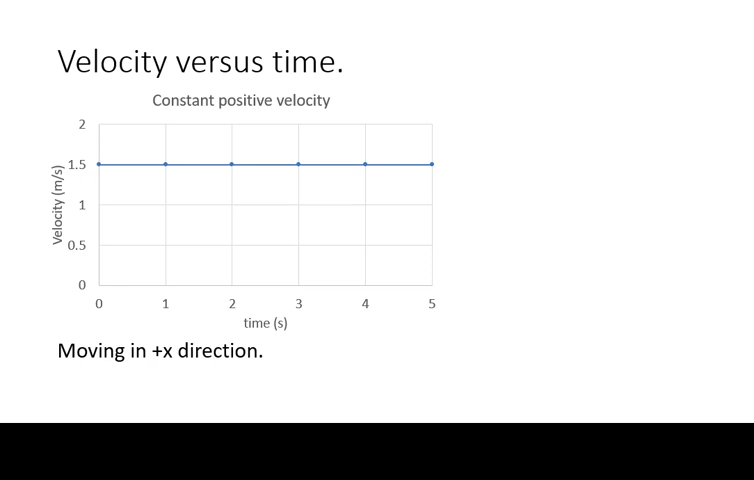 Velocity versus time.
Constant positive velocity
2
1.5
1
0.5
0
Velocity (m/s)
0 1 2 3 4 5
time (s)
Moving in +x direction.